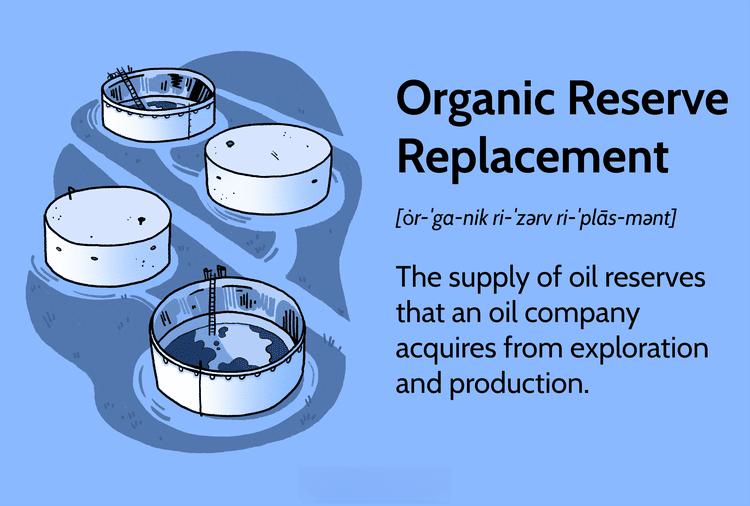 Organic Reserve
Replacement
[ȯr-ˈga-nik ri-ˈzərv ri-ˈplās-mənt]
The supply of oil reserves
that an oil company
acquires from exploration
and production.